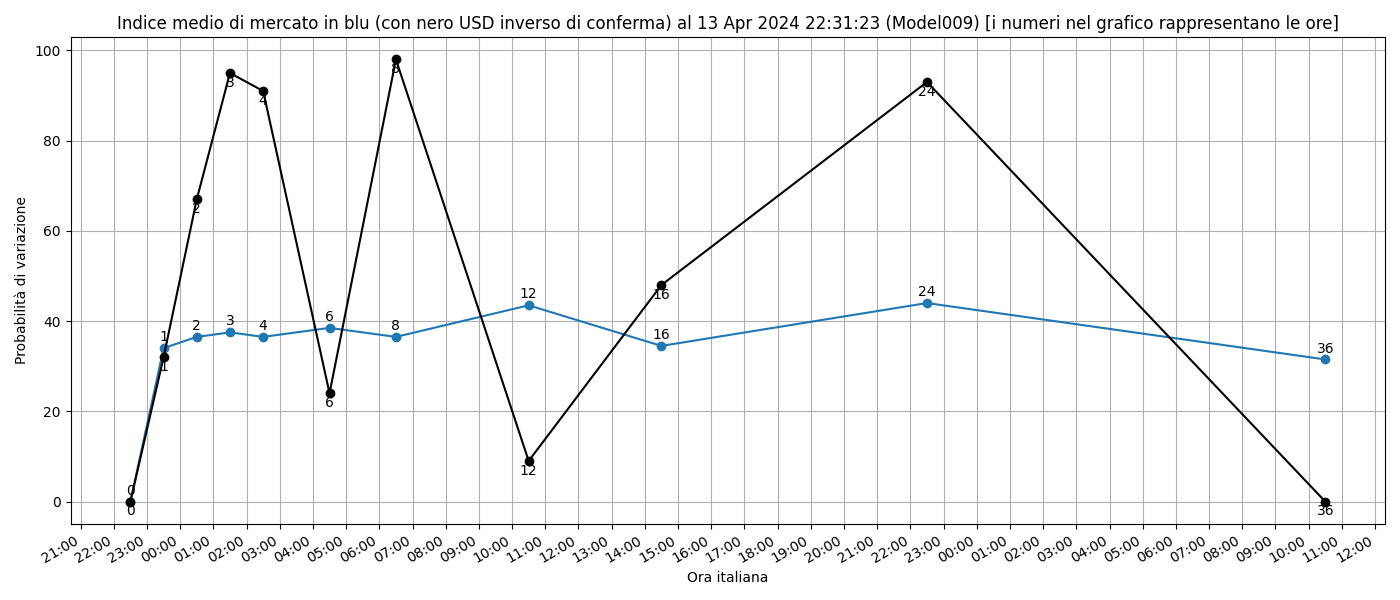 Indice medio di mercato in blu (con nero USD inverso di conferma) al 13 Apr 2024 22:31:23 (Model009) [i numeri nel grafico rappresentano le ore]
Probabilità di variazione
100
80
60
40
20
0
0 1 2 3 4 6 8 12 16 24 36
0 1 2 3 4 6 8 12 16 24 36
21:00 22:00 23:00 00:00 01:00 02:00 03:00 04:00 05:00 06:00 07:00 08:00 09:00 10:00 11:00 12:00 13:00 14:00 15:00 16:00 17:00 18:00 19:00 20:00 21:00 22:00 23:00 00:00 01:00 02:00 03:00 04:00 05:00 06:00 07:00 08:00 09:00 10:00 11:00 12:00
Ora italiana